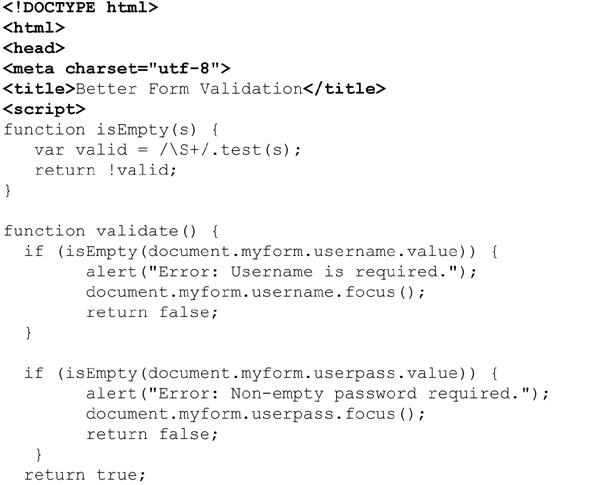 <!DOCTYPE html>
<html>
<head>
<meta charset="utf-8">
<title>Better Form Validation</title>
<script>
function isEmpty(s) {
   var valid = /\S+/.test(s);
   return !valid;
}

function validate() {
  if (isEmpty(document.myform.username.value)) {
        alert("Error: Username is required.");
        document.myform.username.focus();
        return false;
  }

  if (isEmpty(document.myform.userpass.value)) {
        alert("Error: Non-empty password required.");
        document.myform.userpass.focus();
        return false;
   }
  return true;